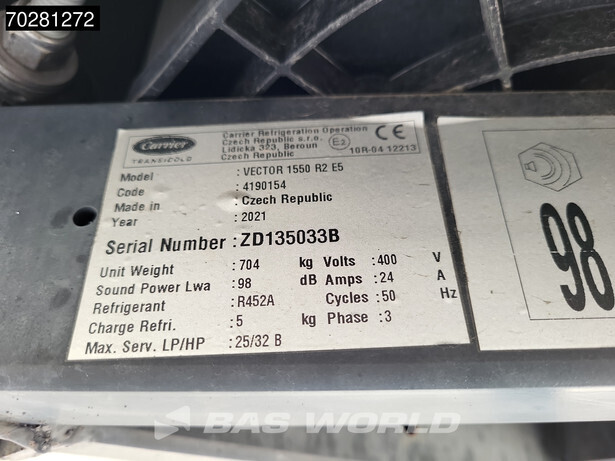 70281272
Carrier
TRANSICOLD
Carrier Refrigeration Operation
Czech Republic s.r.o.
Lidicka 323, Beroun
Czech Republic
E2
CE
10R-04 12213
Model : VECTOR 1550 R2 E5
Code : 4190154
Made in : Czech Republic
Year : 2021
Serial Number : ZD135033B
Unit Weight : 704 kg Volts : 400 V
Sound Power Lwa : 98 dB Amps : 24 A
Refrigerant : R452A Cycles : 50 Hz
Charge Refri. : 5 kg Phase : 3
Max. Serv. LP/HP : 25/32 B
98
BAS WORLD